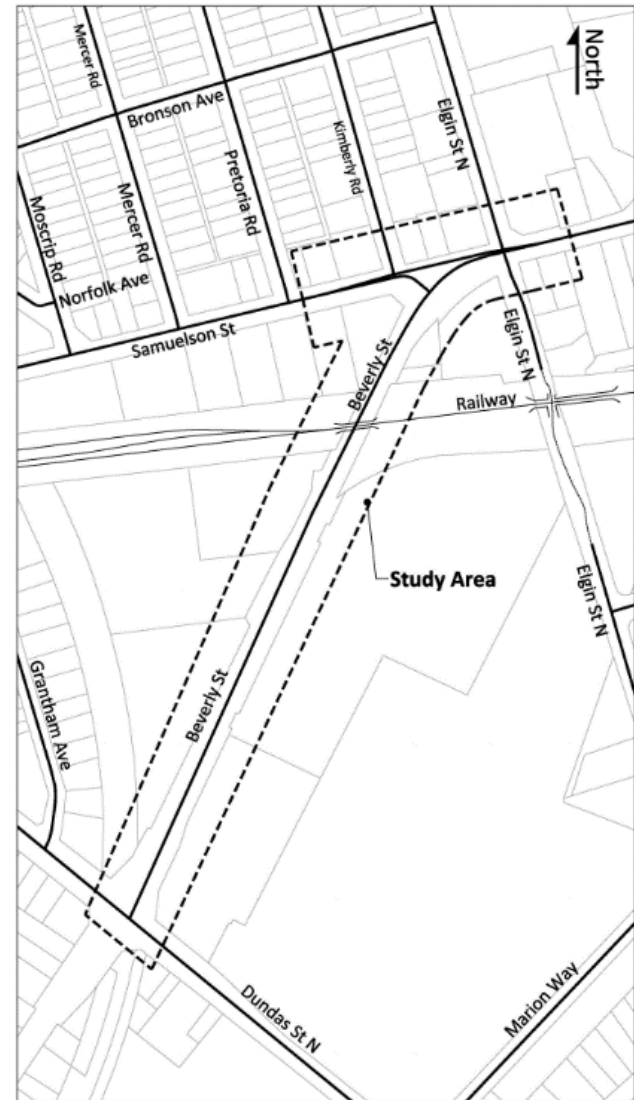 Mercer Rd
North
Bronson Ave
Elgin St N
Kimberly Rd
Pretoria Rd
Mercer Rd
Moscrip Rd
Norfolk Ave
Samuelson St
Elgin St N
Beverly St
Railway
Study Area
Elgin St N
Beverly St
Grantham Ave
Dundas St N
Marion Way